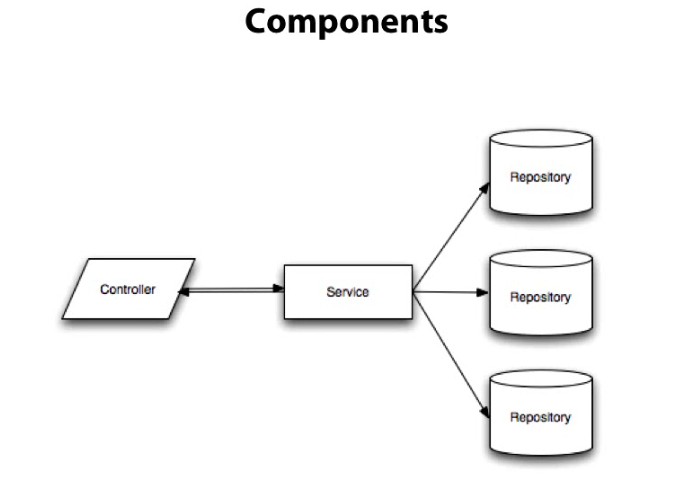 Components
Repository
Controller
Service
Repository
Repository